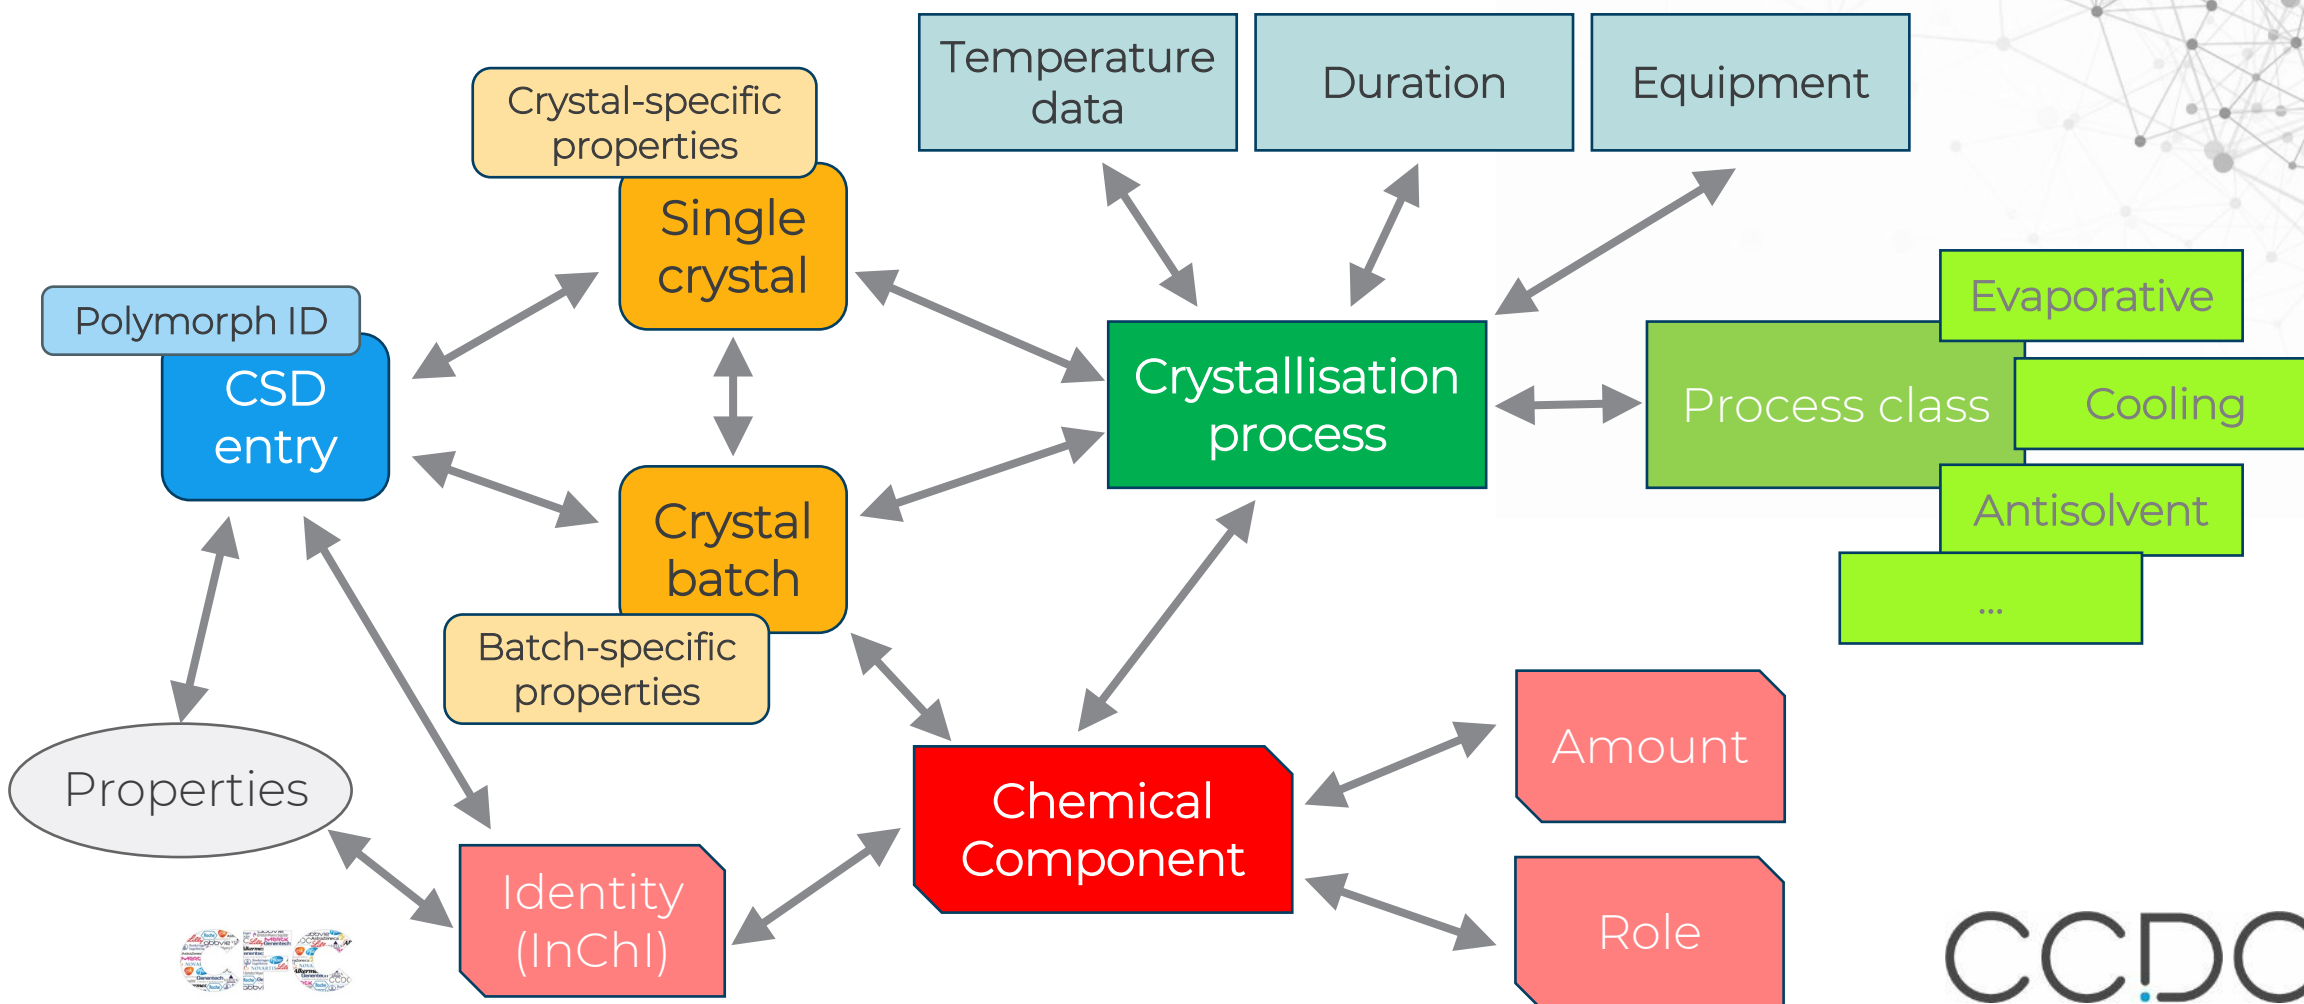 Temperature
data
Duration
Equipment
Crystal-specific
properties
Single
crystal
Polymorph ID
CSD
entry
Crystallisation
process
Process class
Evaporative
Cooling
Antisolvent
...
Crystal
batch
Batch-specific
properties
Properties
Identity
(InChI)
Chemical
Component
Amount
Role
CCDC